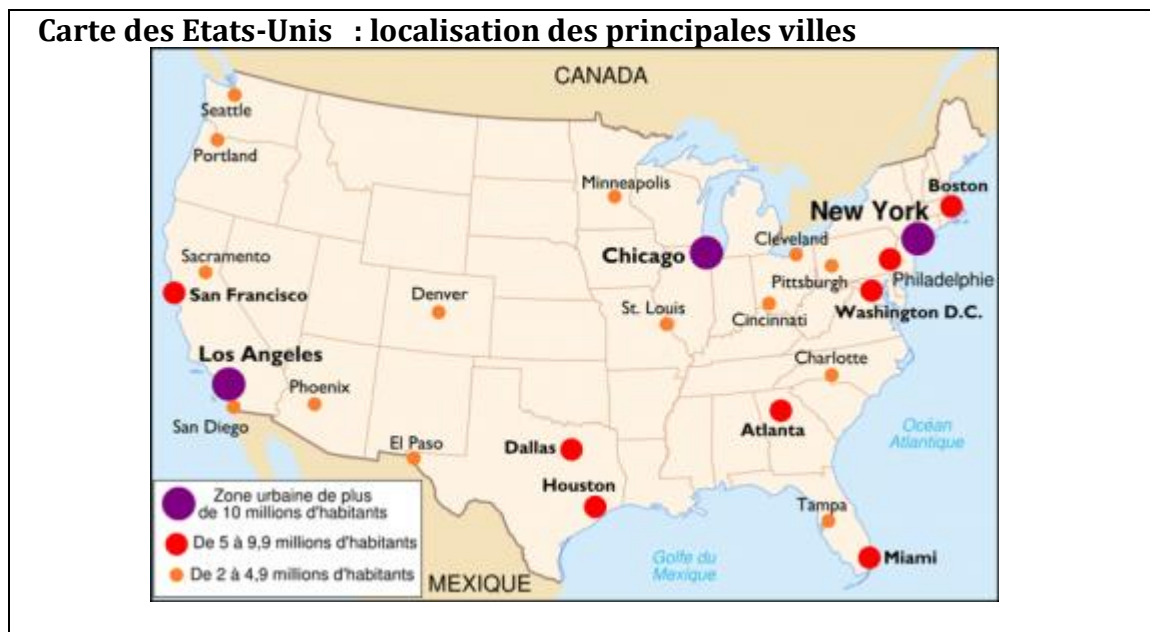 Carte des Etats-Unis : localisation des principales villes
CANADA
Seattle
Portland
Minneapolis
Boston
New York
Chicago
Cleveland
Sacramento
Pittsburgh
Philadelphie
San Francisco
Denver
St. Louis
Cincinnati
Washington D.C.
Los Angeles
Charlotte
Phoenix
San Diego
Atlanta
Océan
Atlantique
El Paso
Dallas
Houston
Tampa
Miami
Golfe du
Mexique
MEXIQUE
Zone urbaine de plus
de 10 millions d'habitants
De 5 à 9,9 millions d'habitants
De 2 à 4,9 millions d'habitants